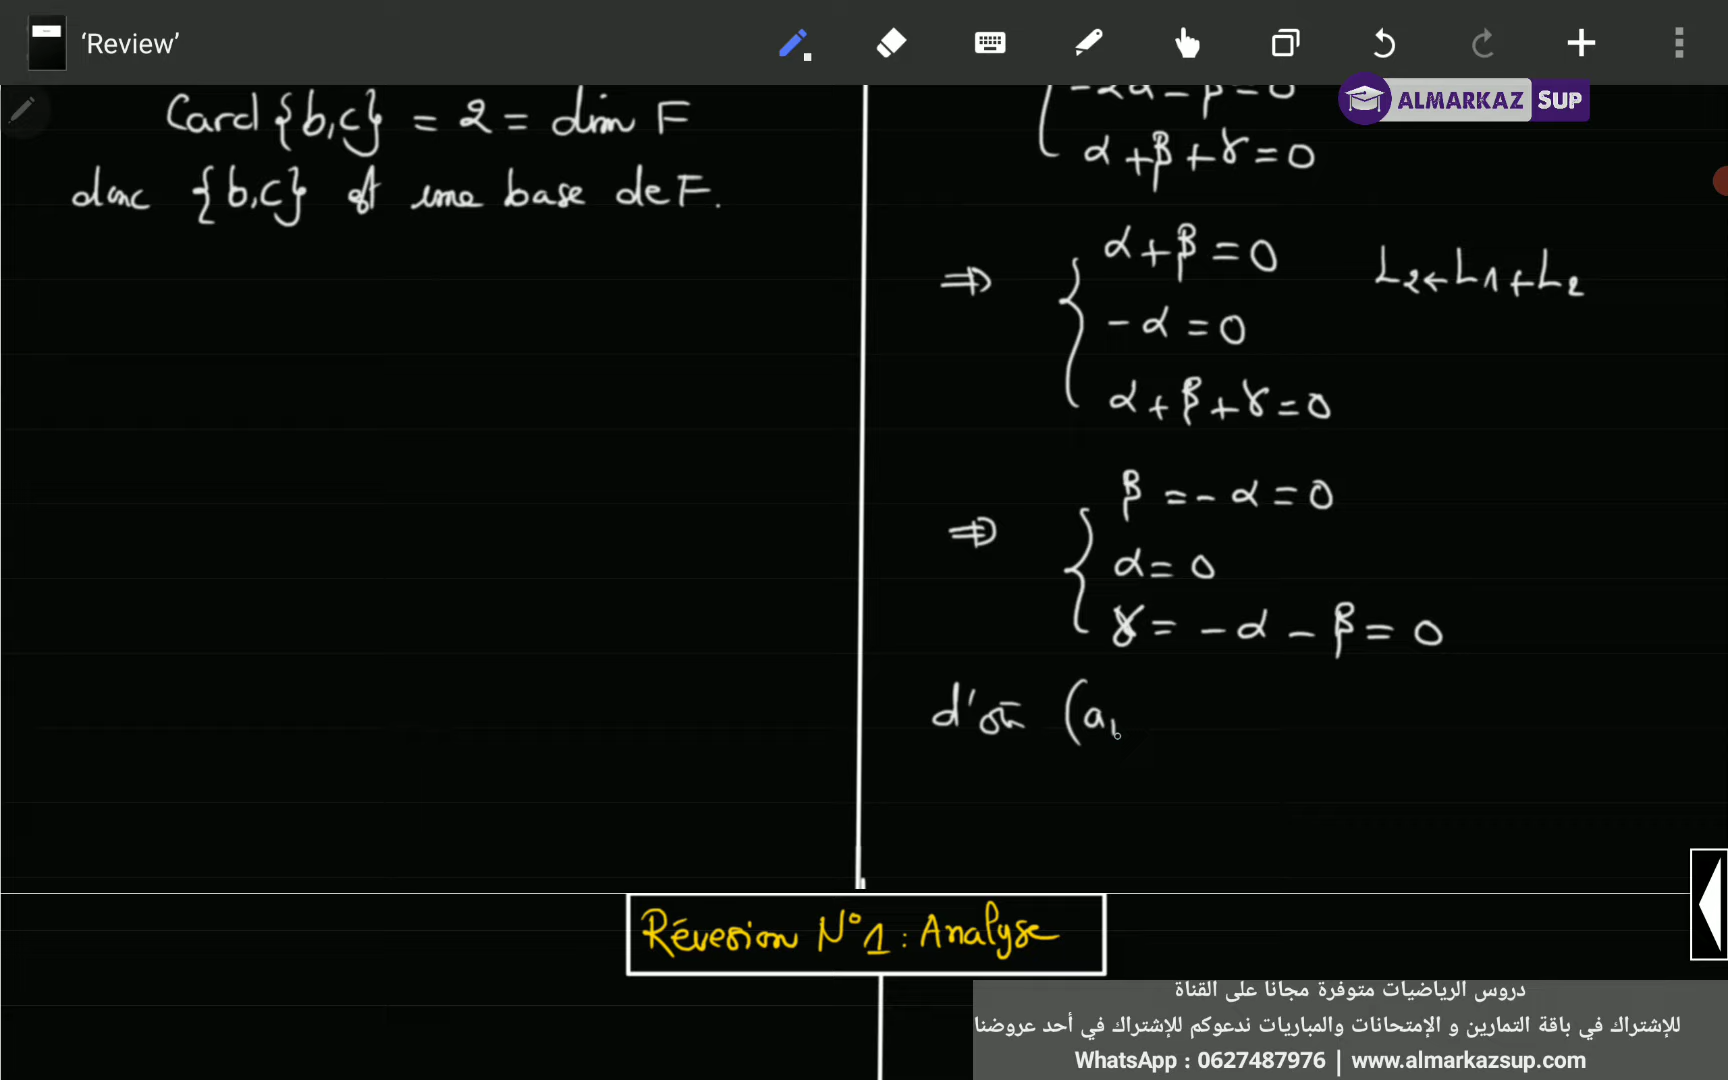 ‘Review’
ALMARKAZ SUP
Card {b,c} = 2 = dim F
donc {b,c} est une base de F.
-2α - β = 0
α + β + γ = 0
⇒ { α + β = 0 L2 ← L1 + L2
- α = 0
α + β + γ = 0
⇒ { β = - α = 0
α = 0
γ = - α - β = 0
d'où (a,
Révision N°1 : Analyse
دروس الرياضيات متوفرة مجانا على القناة
للإشتراك في باقة التمارين و الإمتحانات والمباريات ندعوكم للإشتراك في أحد عروضنا
WhatsApp : 0627487976 | www.almarkazsup.com